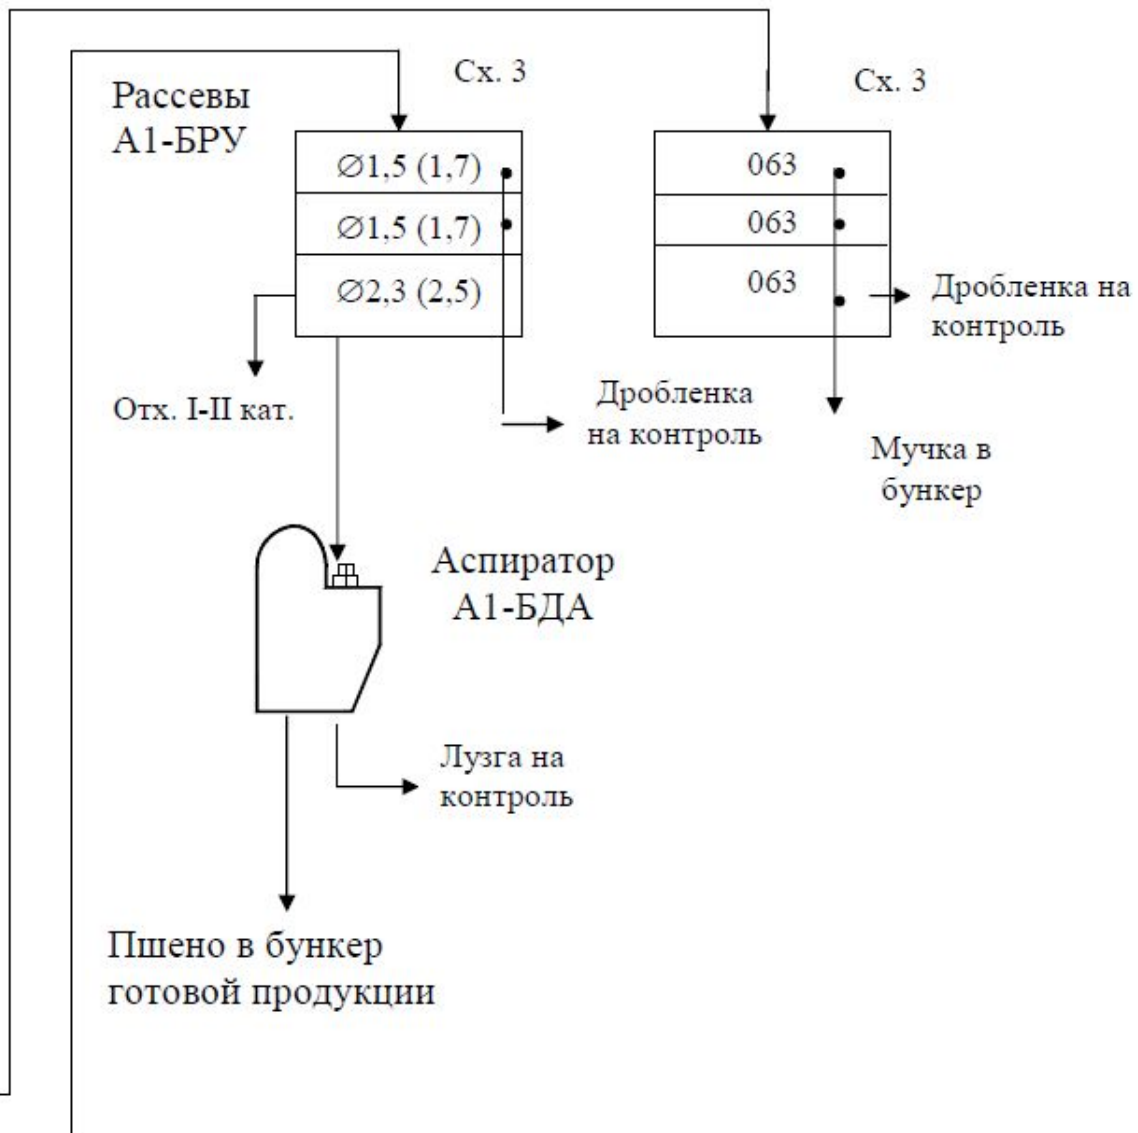 Сх. 3
Сх. 3
Рассевы
А1-БРУ
∅1,5 (1,7)
∅1,5 (1,7)
∅2,3 (2,5)
063
063
063
Дробленка на
контроль
Отх. I-II кат.
Дробленка
на контроль
Мучка в
бункер
Аспиратор
А1-БДА
Лузга на
контроль
Пшено в бункер
готовой продукции